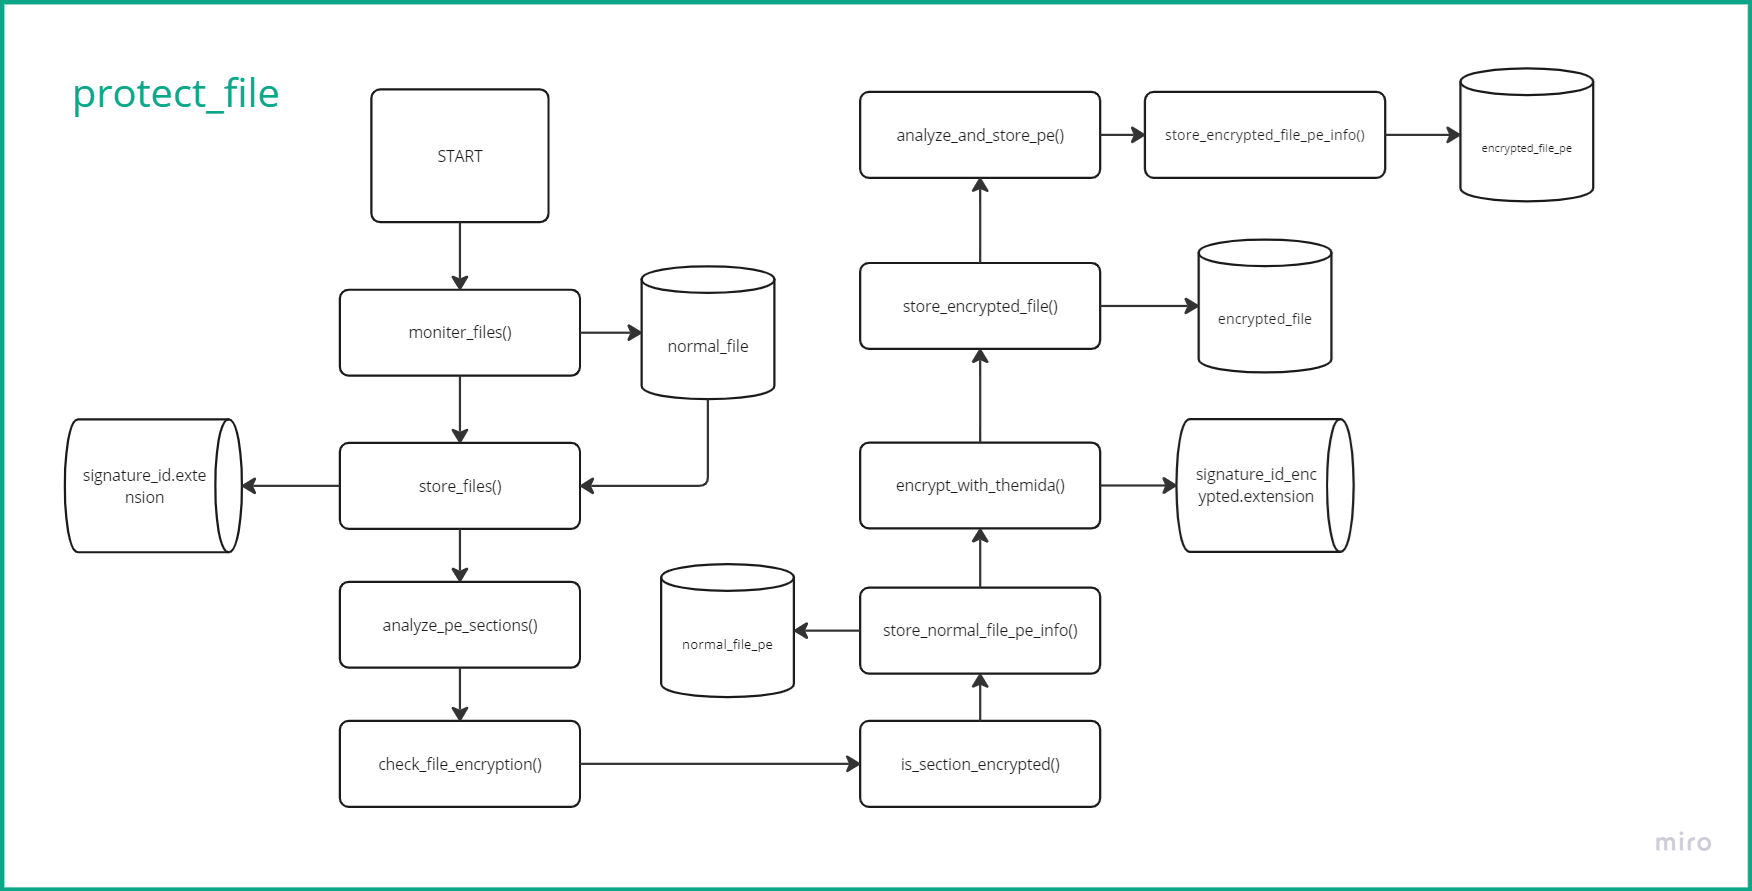 protect_file
START
moniter_files()
normal_file
signature_id.exte
nsion
store_files()
analyze_pe_sections()
check_file_encryption()
is_section_encrypted()
store_normal_file_pe_info()
normal_file_pe
encrypt_with_themida()
signature_id_enc
ypted.extension
store_encrypted_file()
encrypted_file
analyze_and_store_pe()
store_encrypted_file_pe_info()
encrypted_file_pe
miro